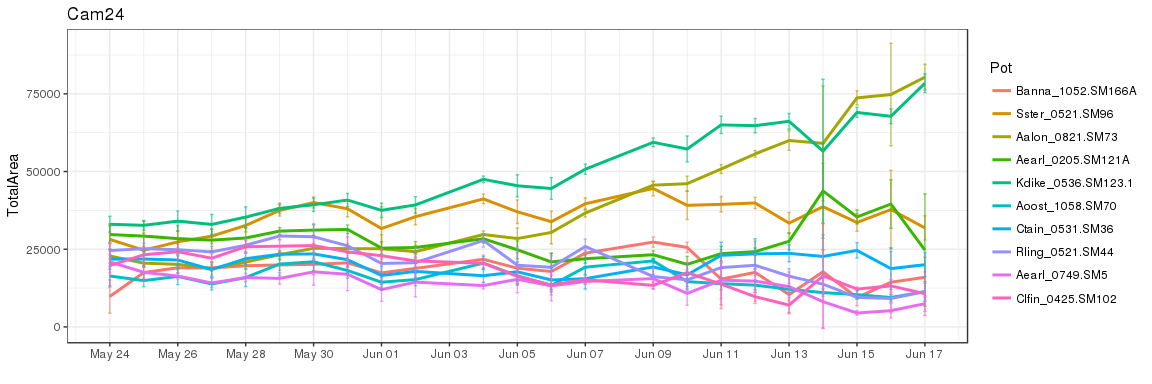 Cam24
TotalArea
75000
50000
25000
0
May 24
May 26
May 28
May 30
Jun 01
Jun 03
Jun 05
Jun 07
Jun 09
Jun 11
Jun 13
Jun 15
Jun 17
Pot
Banna_1052.SM166A
Sster_0521.SM96
Aalon_0821.SM73
Aearl_0205.SM121A
Kdike_0536.SM123.1
Aoost_1058.SM70
Ctain_0531.SM36
Rling_0521.SM44
Aearl_0749.SM5
Clfin_0425.SM102